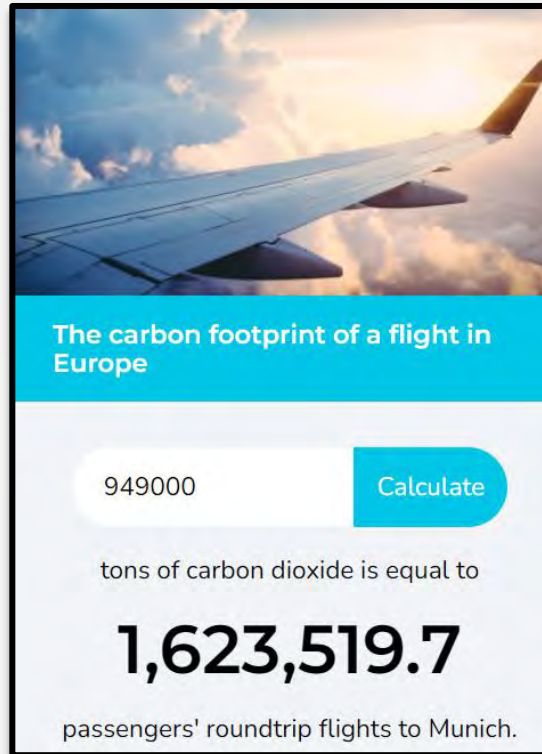 The carbon footprint of a flight in
Europe
949000
Calculate
tons of carbon dioxide is equal to
1,623,519.7
passengers' roundtrip flights to Munich.